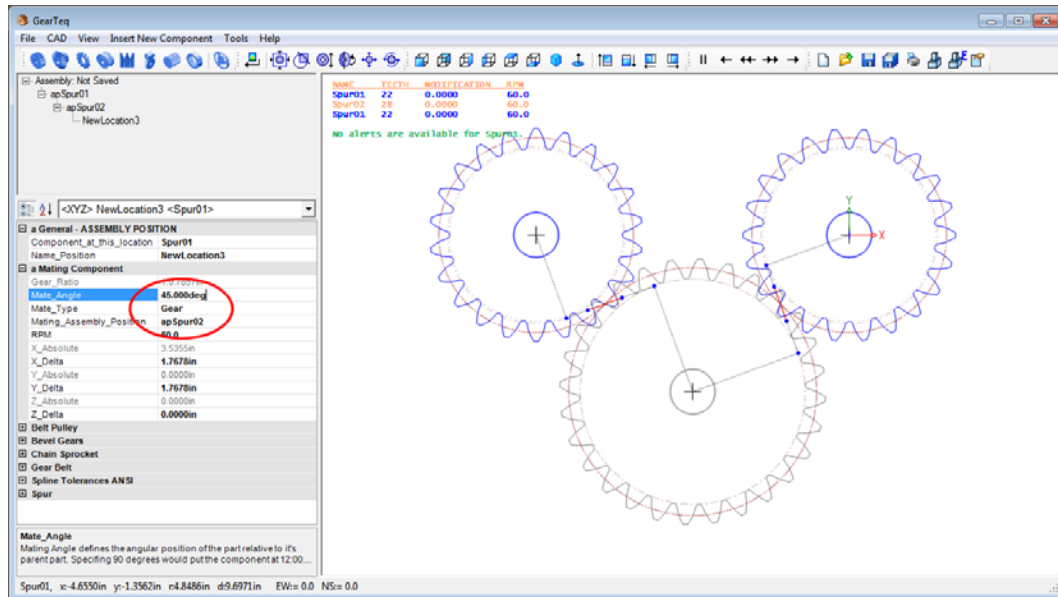 GearTeq
File CAD View Insert New Component Tools Help
Assembly: Not Saved
apSpur01
apSpur02
NewLocation3
NAME TEETH MODIFICATION RPM
Spur01 22 0.0000 60.0
Spur02 28 0.0000 60.0
Spur01 22 0.0000 60.0
No alerts are available for Spur01.
<XYZ> NewLocation3 <Spur01>
a General - ASSEMBLY POSITION
Component_at_this_location Spur01
Name_Position NewLocation3
a Mating Component
Gear_Ratio
Mate_Angle 45.000deg
Mate_Type Gear
Mating_Assembly_Position apSpur02
RPM 60.0
X_Absolute 3.5355in
X_Delta 1.7678in
Y_Absolute 0.0000in
Y_Delta 1.7678in
Z_Absolute 0.0000in
Z_Delta 0.0000in
Belt Pulley
Bevel Gears
Chain Sprocket
Gear Belt
Spline Tolerances ANSI
Spur
Y
X
Mate_Angle
Mating Angle defines the angular position of the part relative to it's
parent part. Specifing 90 degrees would put the component at 12:00...
Spur01, x:-4.6550in y:-1.3562in r:4.8486in d:9.6971in EW:= 0.0 NS:= 0.0